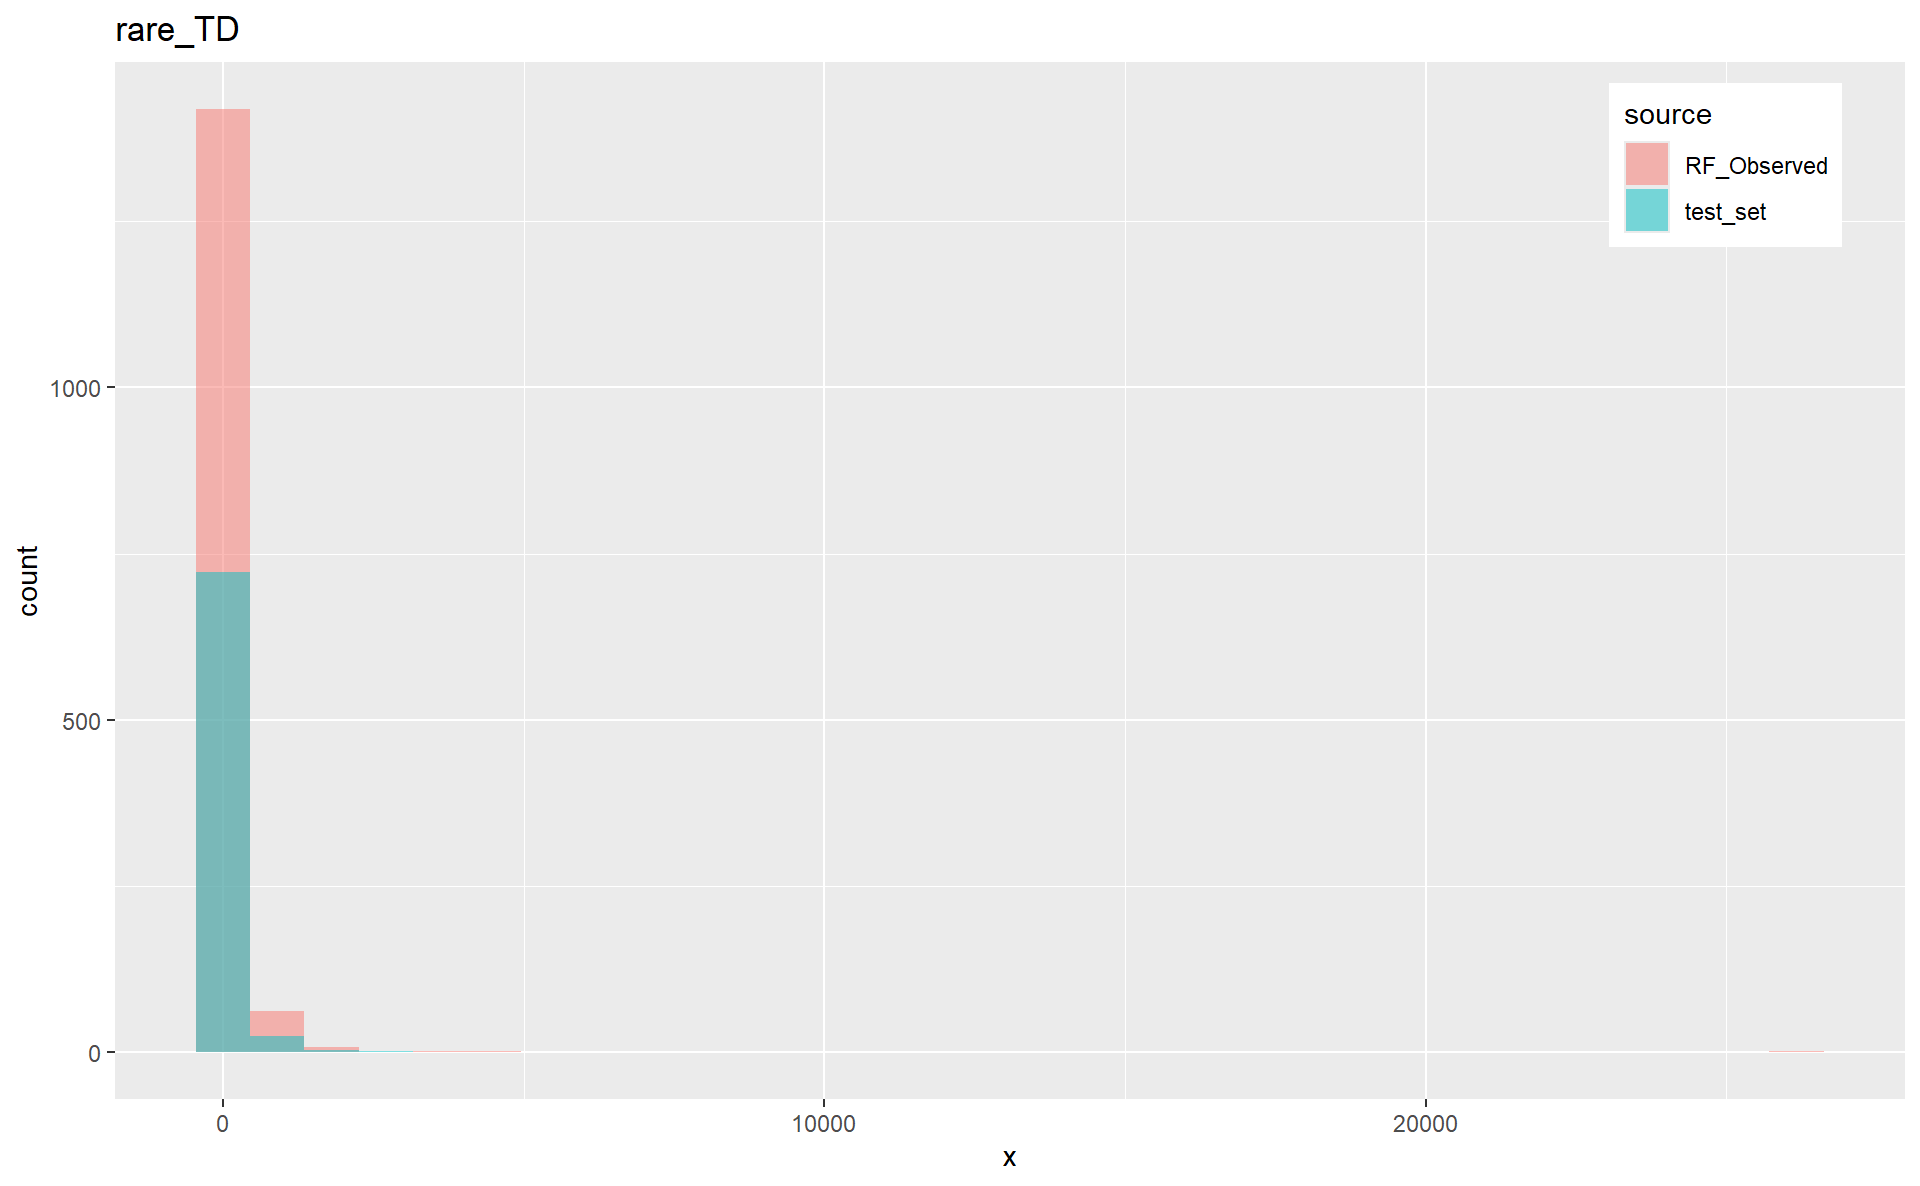 rare_TD
source
RF_Observed
test_set
1000
500
0
count
0 10000 20000
x